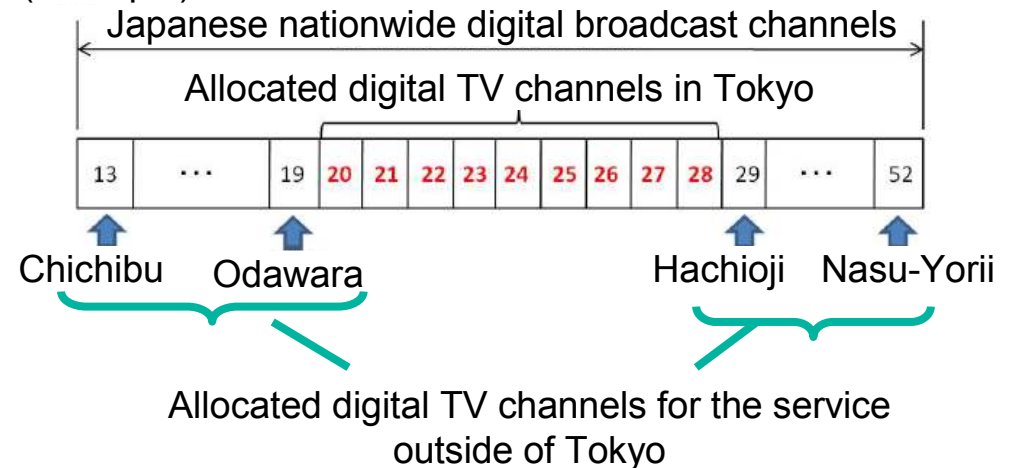 Japanese nationwide digital broadcast channels
Allocated digital TV channels in Tokyo
13 ··· 19 20 21 22 23 24 25 26 27 28 29 ··· 52
Chichibu Odawara Hachioji Nasu-Yorii
Allocated digital TV channels for the service
outside of Tokyo